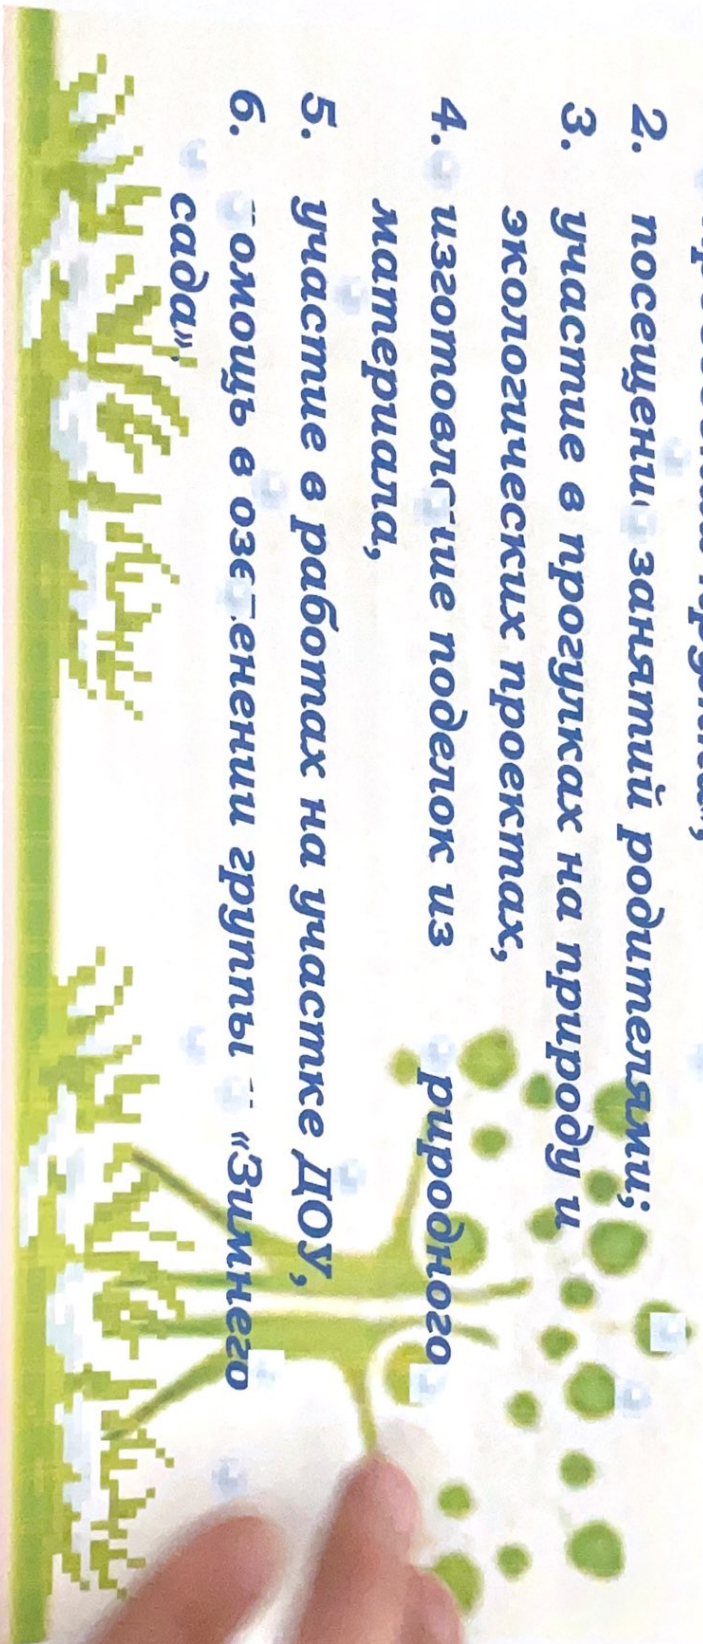 2. посещение занятий родителями;
3. участие в прогулках на природу и
экологических проектах,
4. изготовление поделок из природного
материала,
5. участие в работах на участке ДОУ,
6. помощь в озеленении группы «Зимнего
сада».